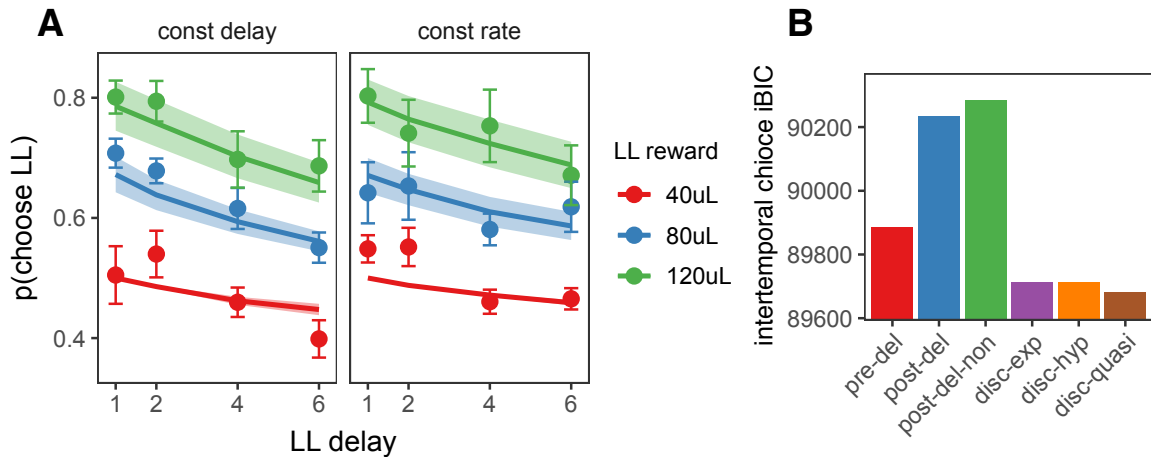 A
const delay
const rate
p(choose LL)
0.8
0.6
0.4
1 2 4 6
1 2 4 6
LL delay
LL reward
40uL
80uL
120uL
B
intertemporal chioce iBIC
90200
90000
89800
89600
pre-del
post-del
post-del-non
disc-exp
disc-hyp
disc-quasi